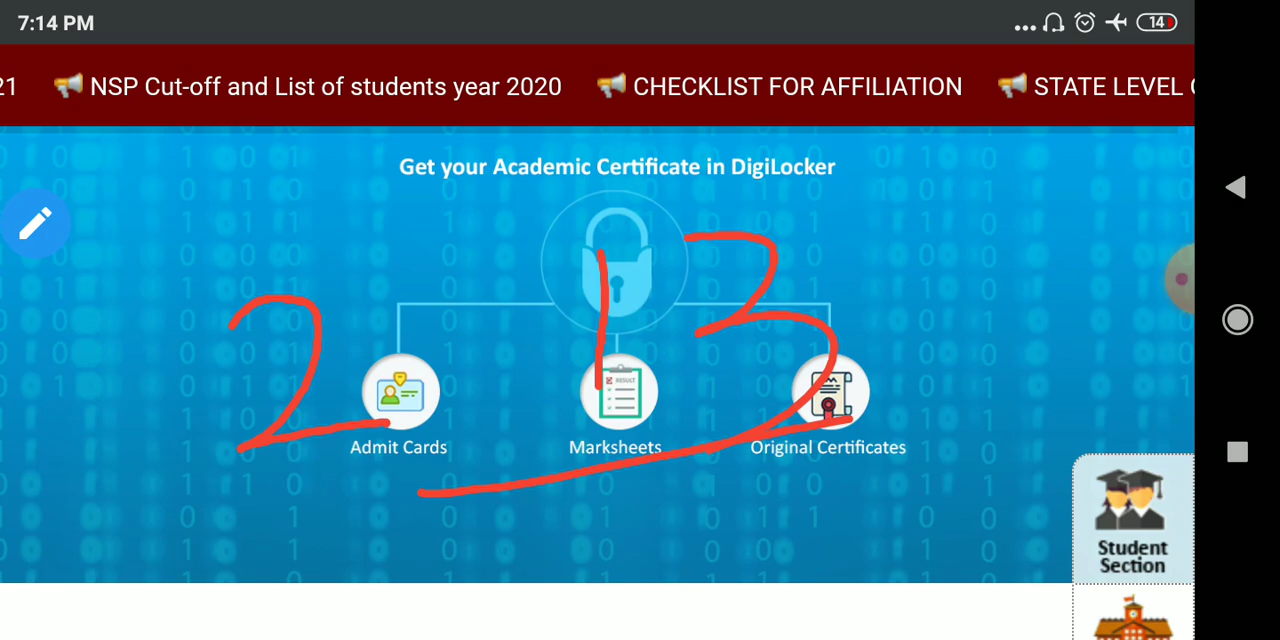 7:14 PM
14
21 NSP Cut-off and List of students year 2020 CHECKLIST FOR AFFILIATION STATE LEVEL
Get your Academic Certificate in DigiLocker
2 1 3
RESULT
Admit Cards Marksheets Original Certificates
Student
Section